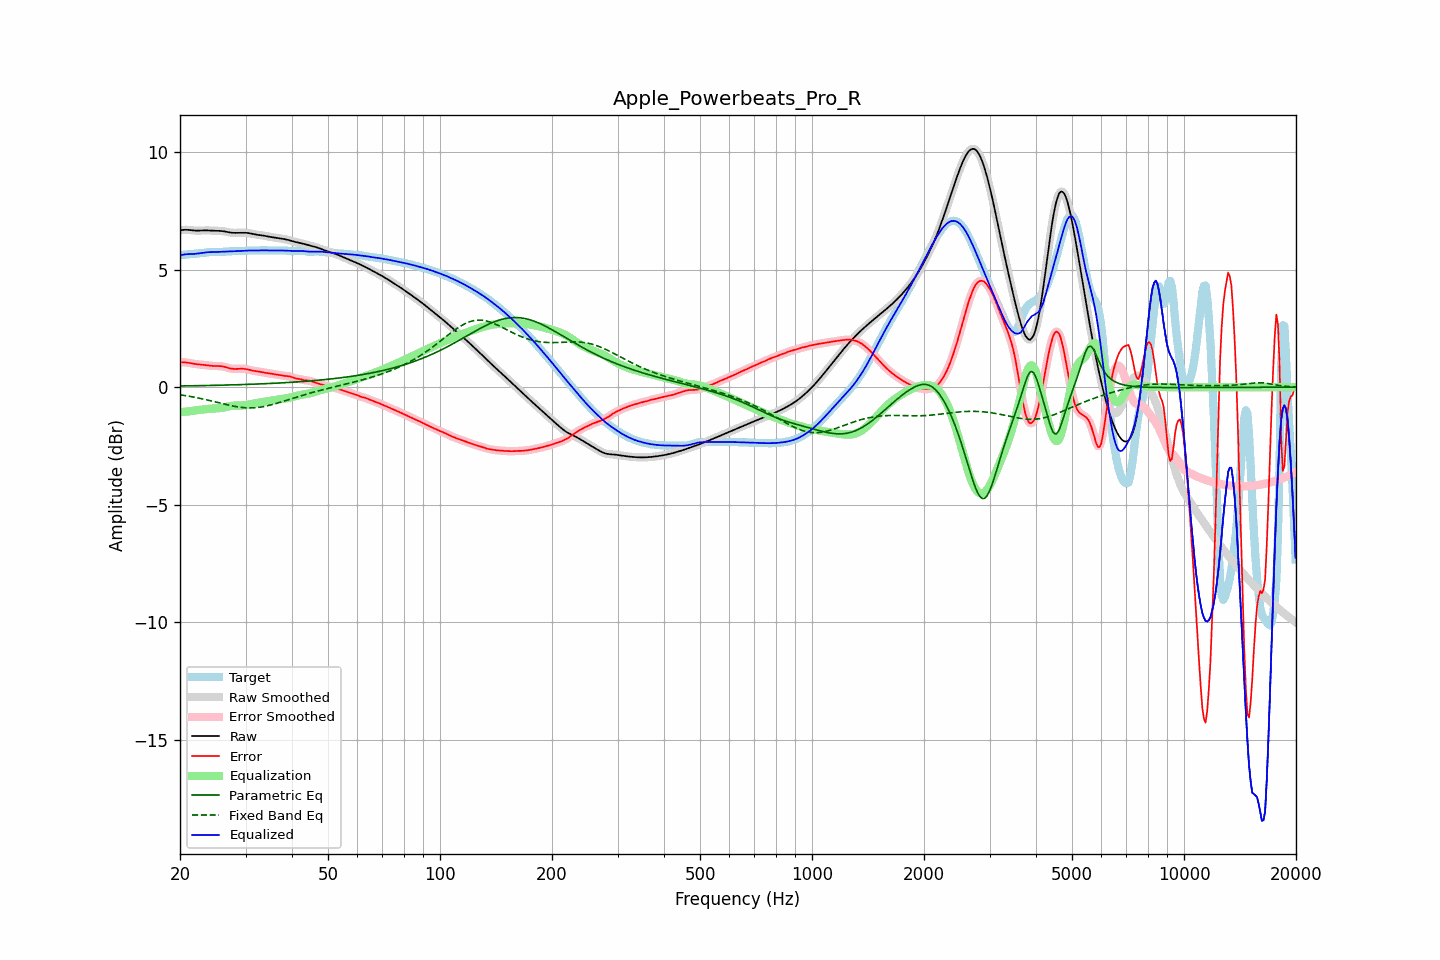 Apple_Powerbeats_Pro_R
Amplitude (dBr)
10
5
0
−5
−10
−15
Target
Raw Smoothed
Error Smoothed
Raw
Error
Equalization
Parametric Eq
Fixed Band Eq
Equalized
20 50 100 200 500 1000 2000 5000 10000 20000
Frequency (Hz)